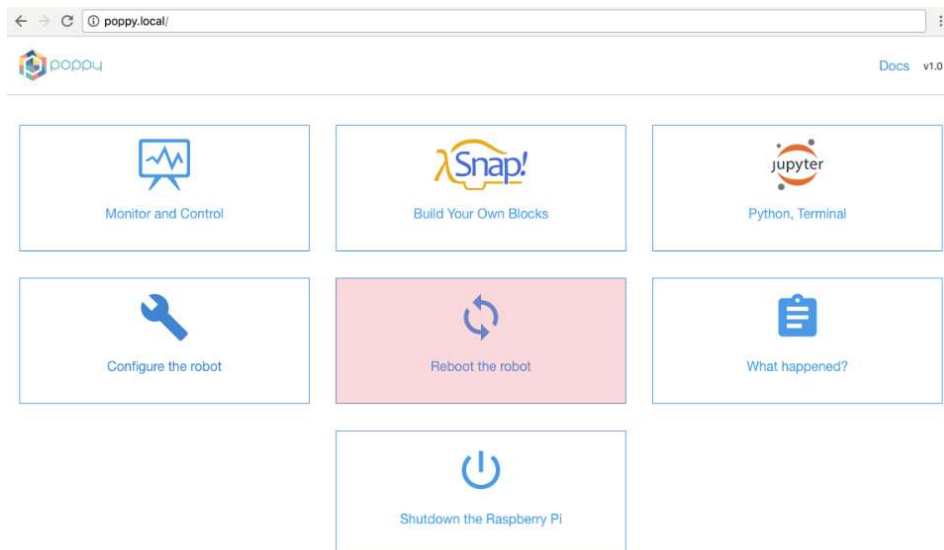 poppy.local/
poppy
Docs v1.0
λSnap!
jupyter
Monitor and Control
Build Your Own Blocks
Python, Terminal
Configure the robot
Reboot the robot
What happened?
Shutdown the Raspberry Pi